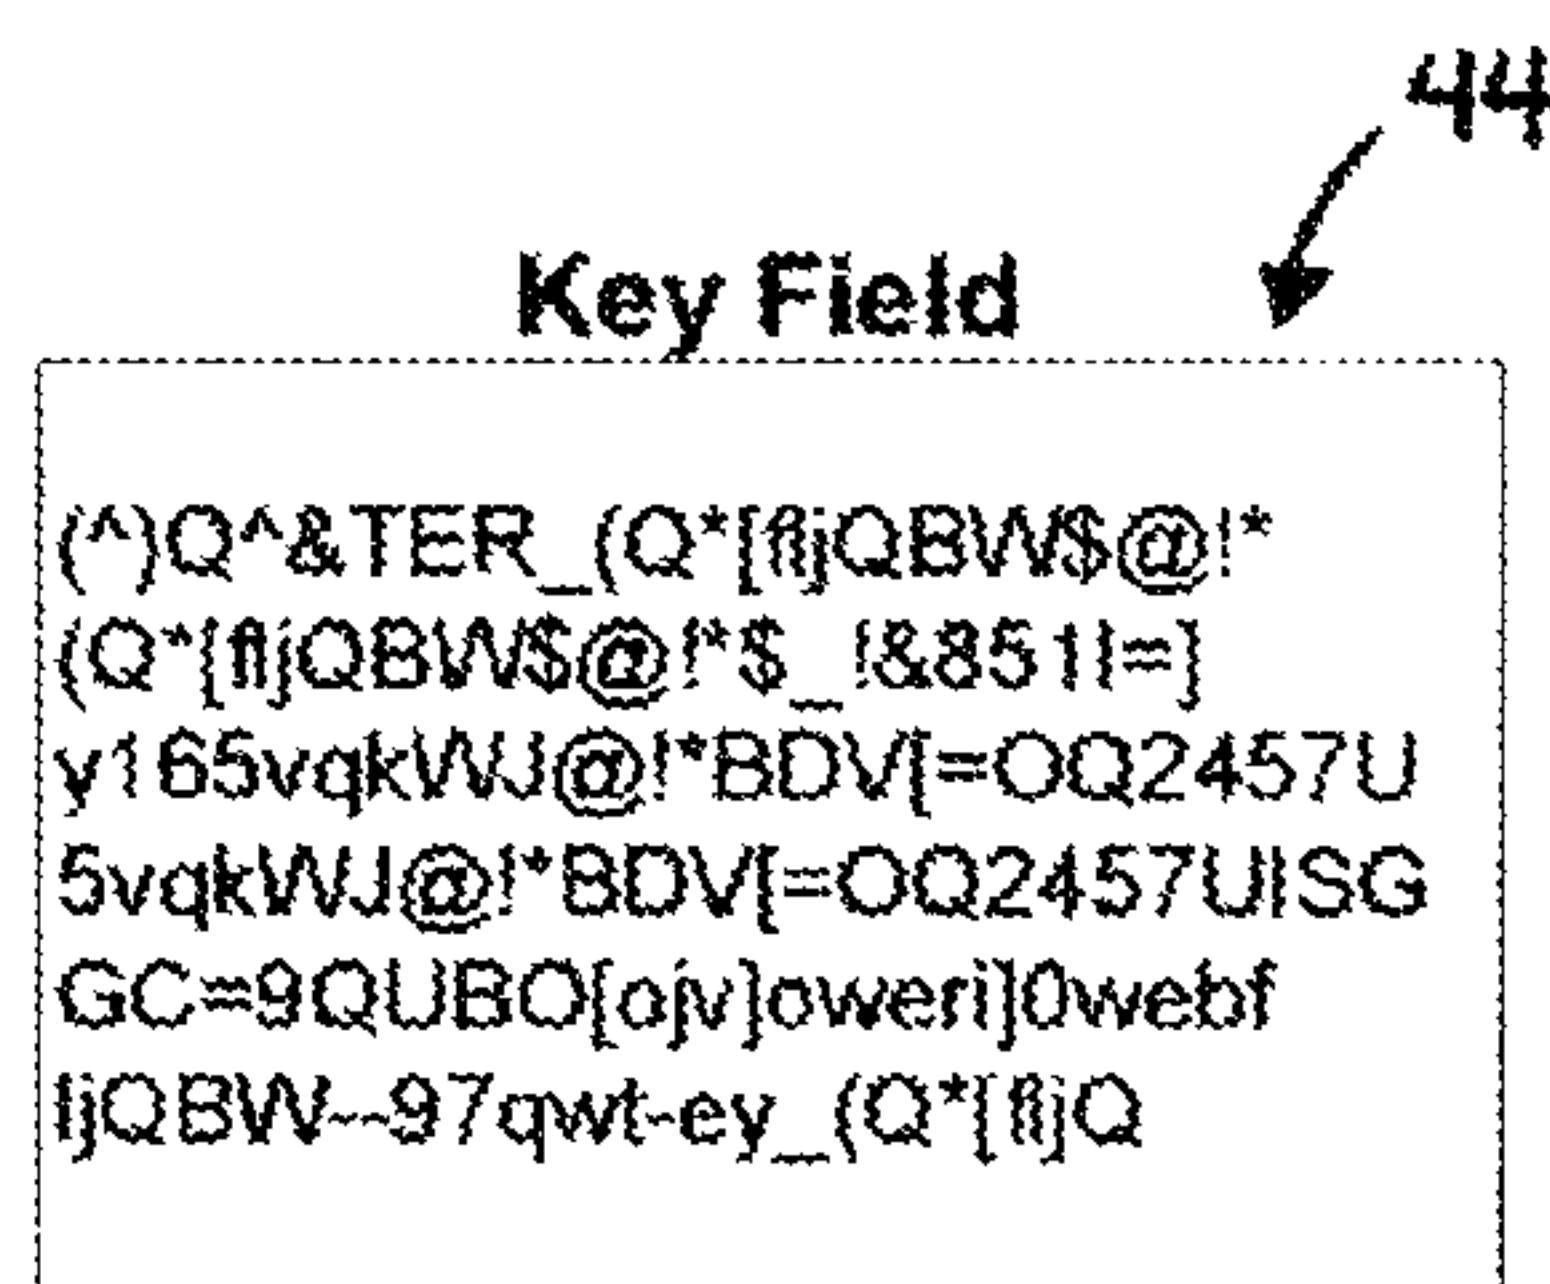 44
Key Field
(^)Q^&TER_(Q*[fljQBW$@!*
(Q*[fljQBW$@!*$_!&851l=]
y165vqkWJ@!*BDV[=OQ2457U
5vqkWJ@!*BDV[=OQ2457UISG
GC=9QUBO[ojv]oweri]0webf
ljQBW~~97qwt-ey_(Q*[fljQ